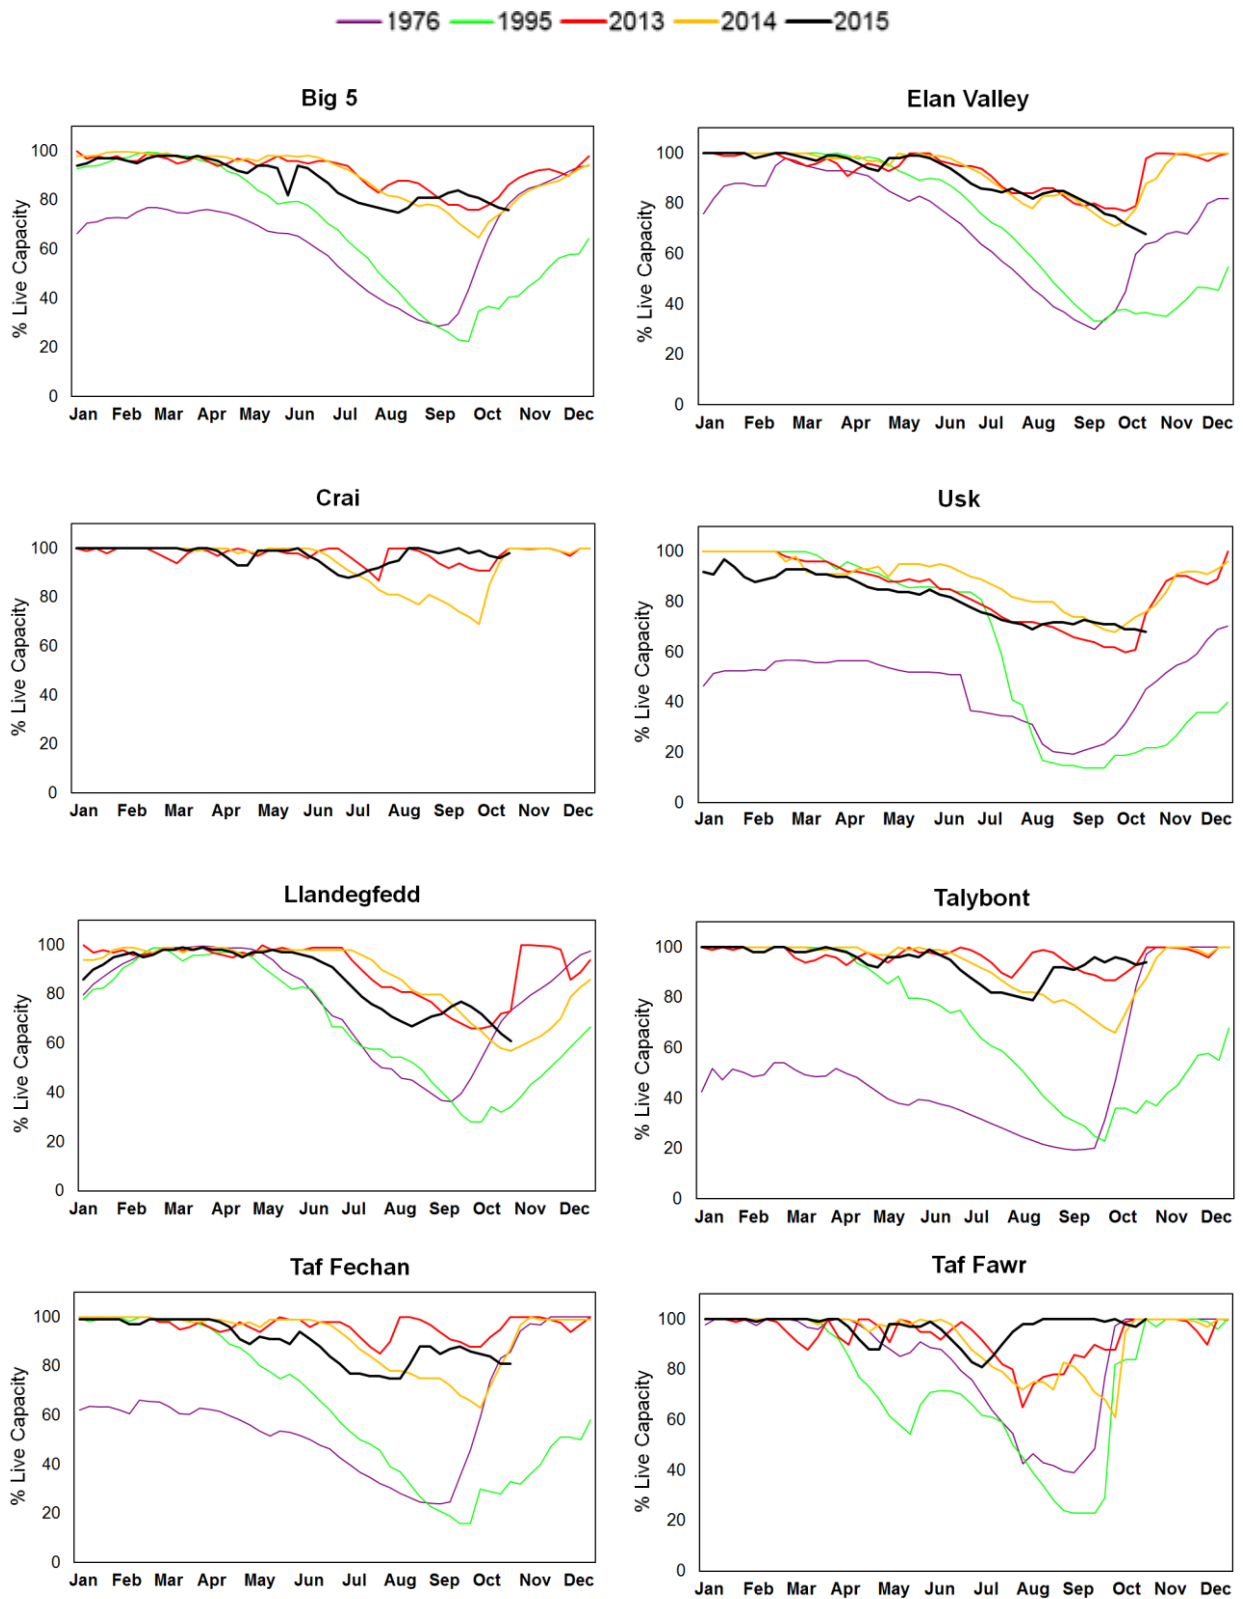 1976 1995 2013 2014 2015
Big 5
% Live Capacity
100
80
60
40
20
0
Jan Feb Mar Apr May Jun Jul Aug Sep Oct Nov Dec
Elan Valley
% Live Capacity
100
80
60
40
20
0
Jan Feb Mar Apr May Jun Jul Aug Sep Oct Nov Dec
Crai
% Live Capacity
100
80
60
40
20
0
Jan Feb Mar Apr May Jun Jul Aug Sep Oct Nov Dec
Usk
% Live Capacity
100
80
60
40
20
0
Jan Feb Mar Apr May Jun Jul Aug Sep Oct Nov Dec
Llandegfedd
% Live Capacity
100
80
60
40
20
0
Jan Feb Mar Apr May Jun Jul Aug Sep Oct Nov Dec
Talybont
% Live Capacity
100
80
60
40
20
0
Jan Feb Mar Apr May Jun Jul Aug Sep Oct Nov Dec
Taf Fechan
% Live Capacity
100
80
60
40
20
0
Jan Feb Mar Apr May Jun Jul Aug Sep Oct Nov Dec
Taf Fawr
% Live Capacity
100
80
60
40
20
0
Jan Feb Mar Apr May Jun Jul Aug Sep Oct Nov Dec